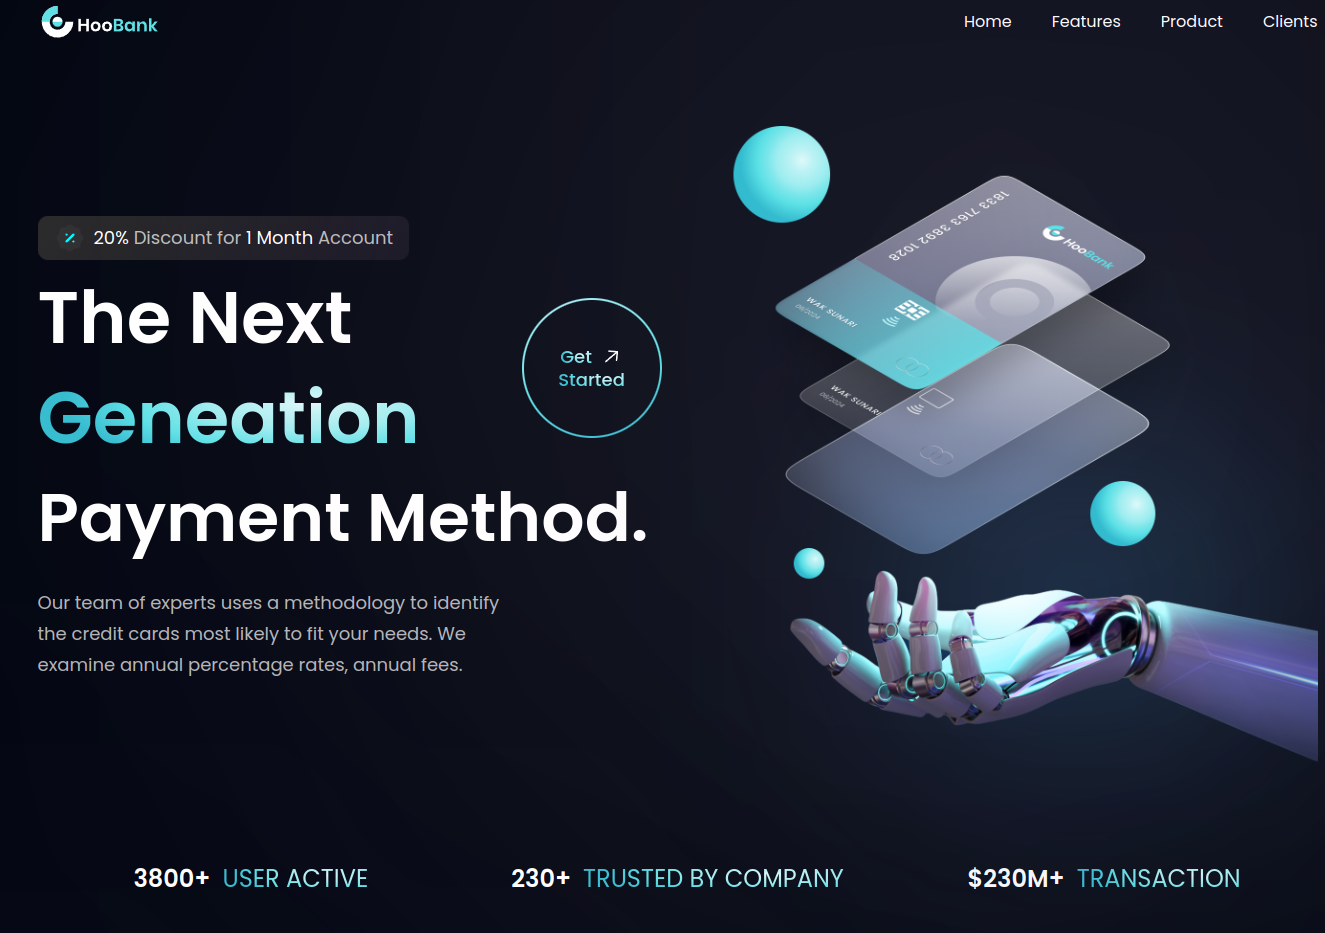 HooBank
Home Features Product Clients
20% Discount for 1 Month Account
The Next
Geneation
Payment Method.
Get
Started
Our team of experts uses a methodology to identify
the credit cards most likely to fit your needs. We
examine annual percentage rates, annual fees.
1833 7163 3892 1028
HooBank
WAK SUNARI
06/2024
WAK SUNARI
06/2024
3800+ USER ACTIVE
230+ TRUSTED BY COMPANY
$230M+ TRANSACTION